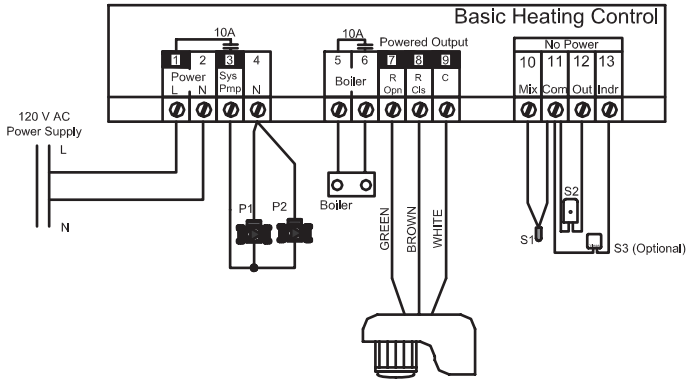 Basic Heating Control
10A
10A
Powered Output
No Power
1 2 3 4
5 6 7 8 9
10 11 12 13
Power
L N
Sys
Pmp
N
Boiler
R
Opn
R
Cls
C
Mix Com Out Indr
120 V AC
Power Supply
L
N
P1
P2
Boiler
GREEN
BROWN
WHITE
S1
S2
S3 (Optional)